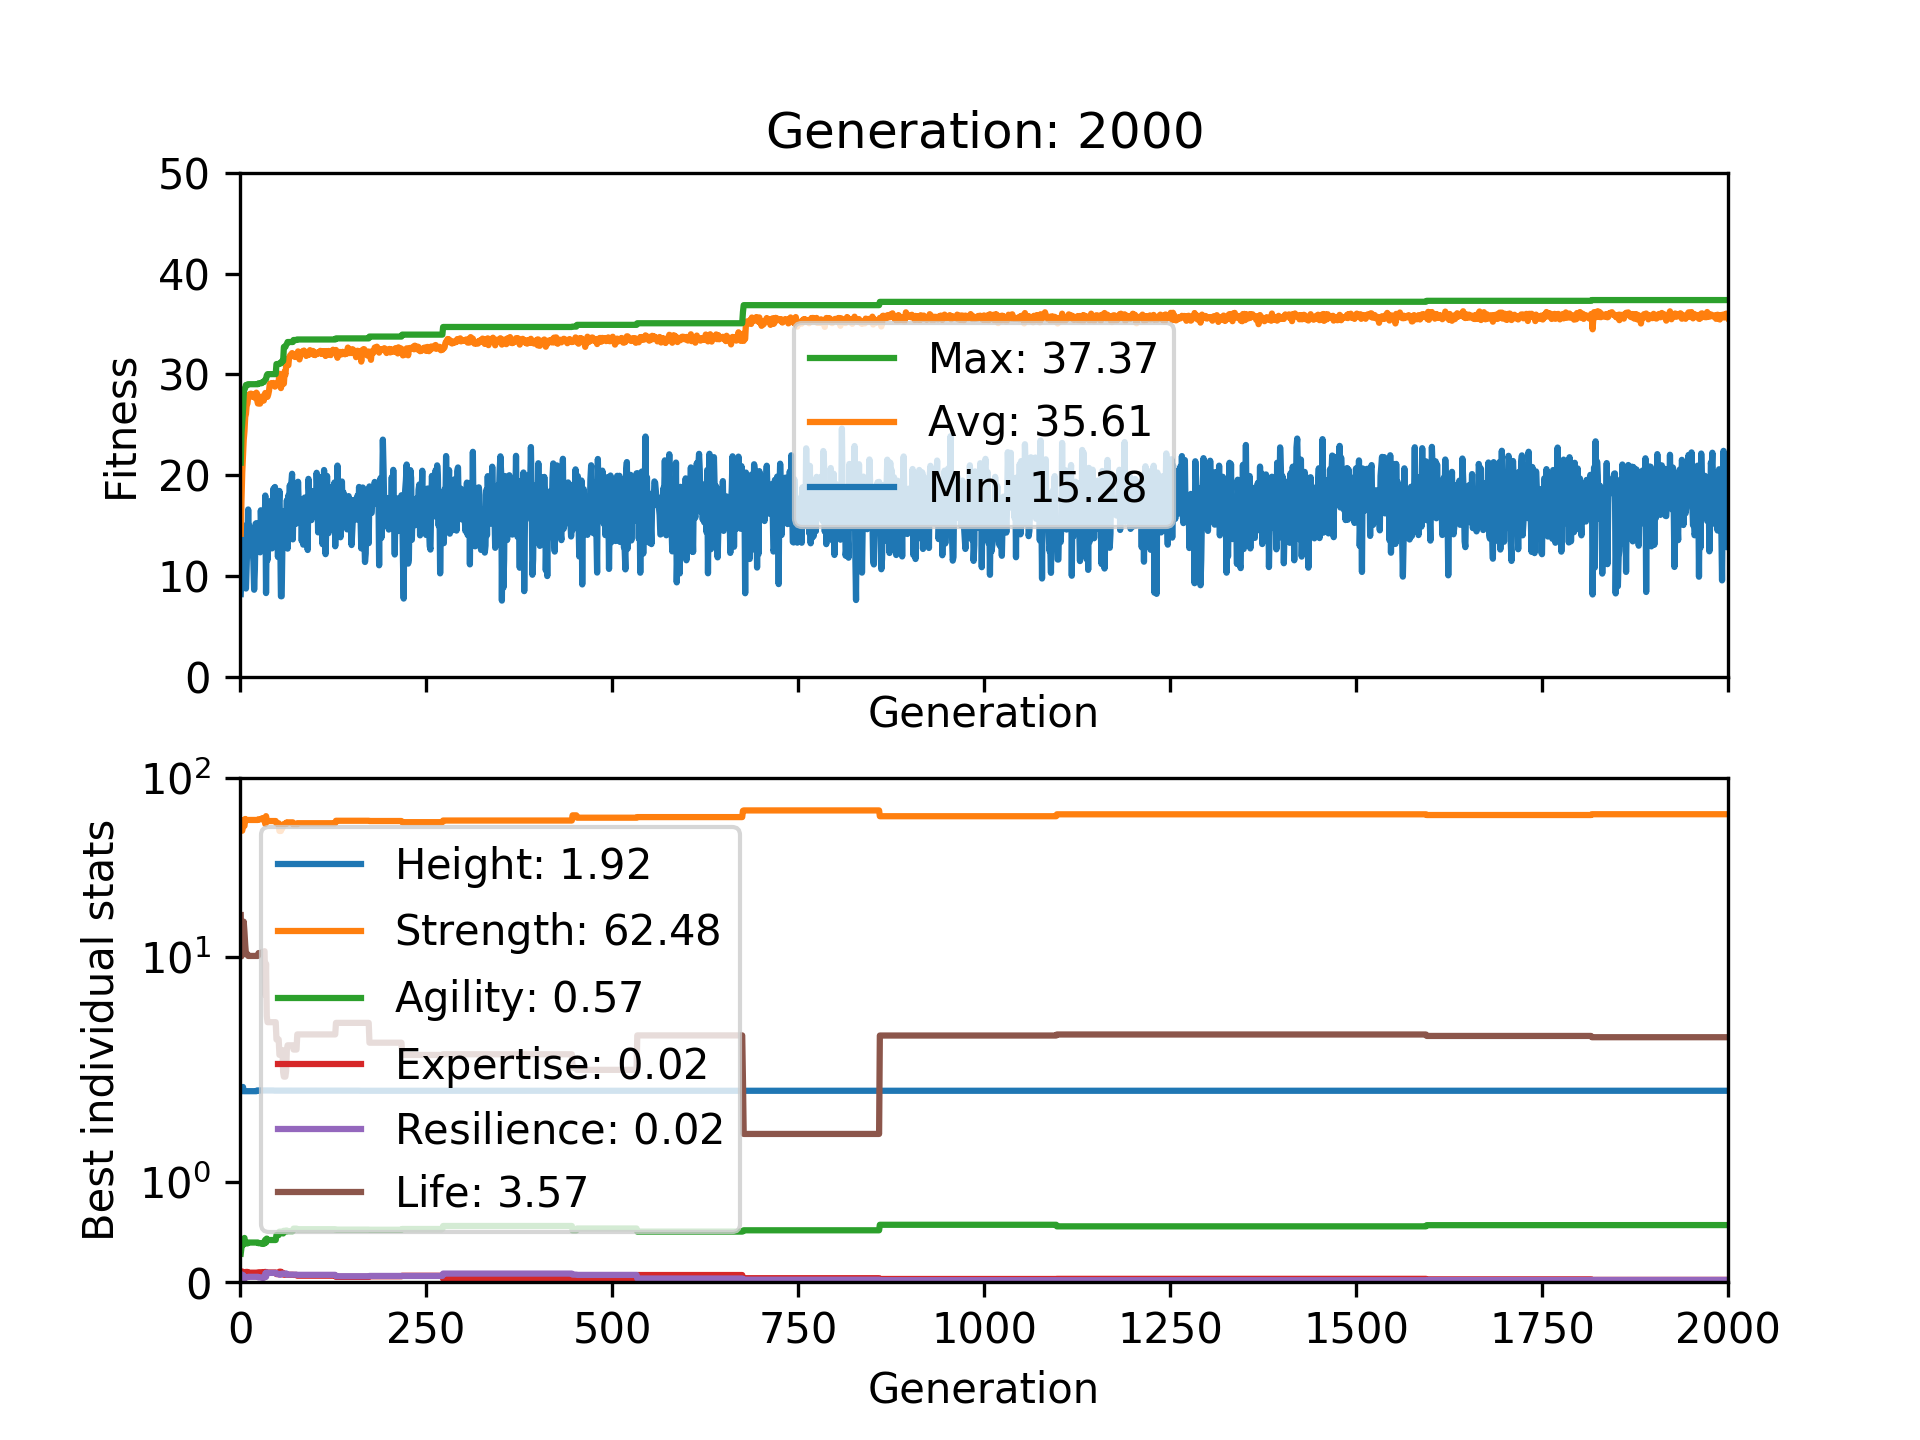 Generation: 2000
50
40
30
20
10
0
Fitness
Max: 37.37
Avg: 35.61
Min: 15.28
Generation
10²
10¹
10⁰
0
Best individual stats
Height: 1.92
Strength: 62.48
Agility: 0.57
Expertise: 0.02
Resilience: 0.02
Life: 3.57
0 250 500 750 1000 1250 1500 1750 2000
Generation